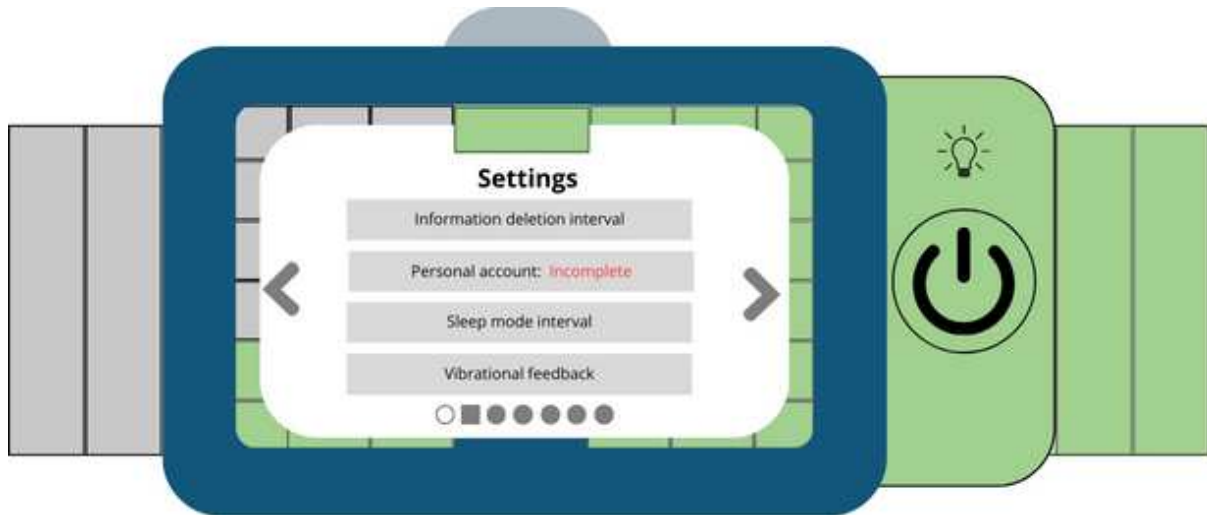 Settings
Information deletion interval
Personal account: Incomplete
Sleep mode interval
Vibrational feedback